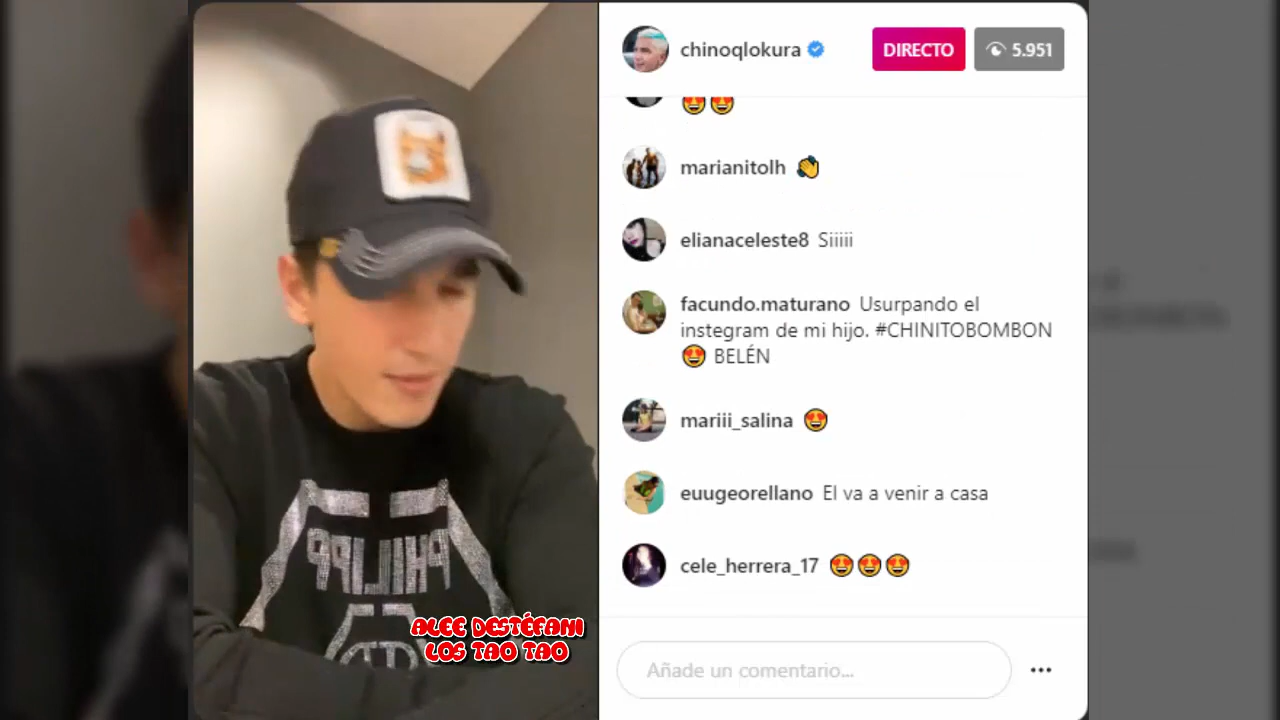 chinoqlokura
DIRECTO
5.951
marianitolh
elianaceleste8 Siiiii
facundo.maturano Usurpando el
instegram de mi hijo. #CHINITOBOMBON
BELÉN
mariii_salina
euugeorellano El va a venir a casa
cele_herrera_17
Añade un comentario...
PHILIPP
ALEE DESTÉFANI
LOS TAO TAO